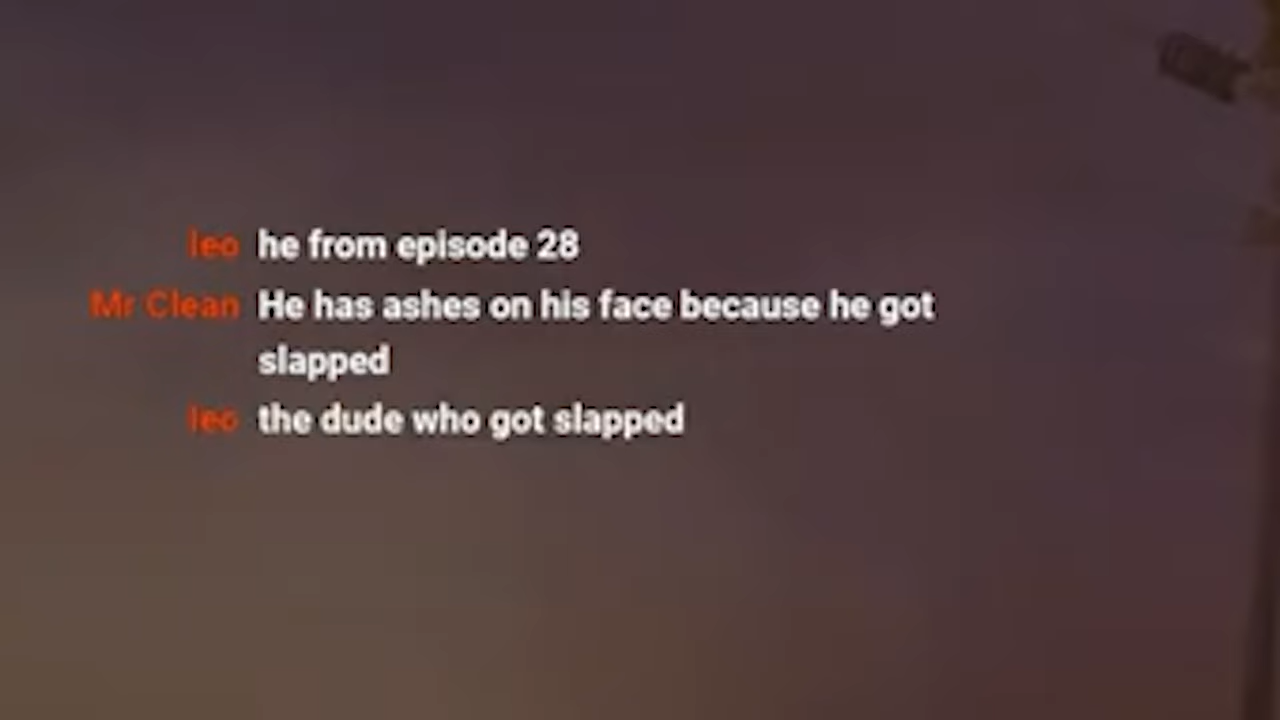 leo he from episode 28
Mr Clean He has ashes on his face because he got
slapped
leo the dude who got slapped